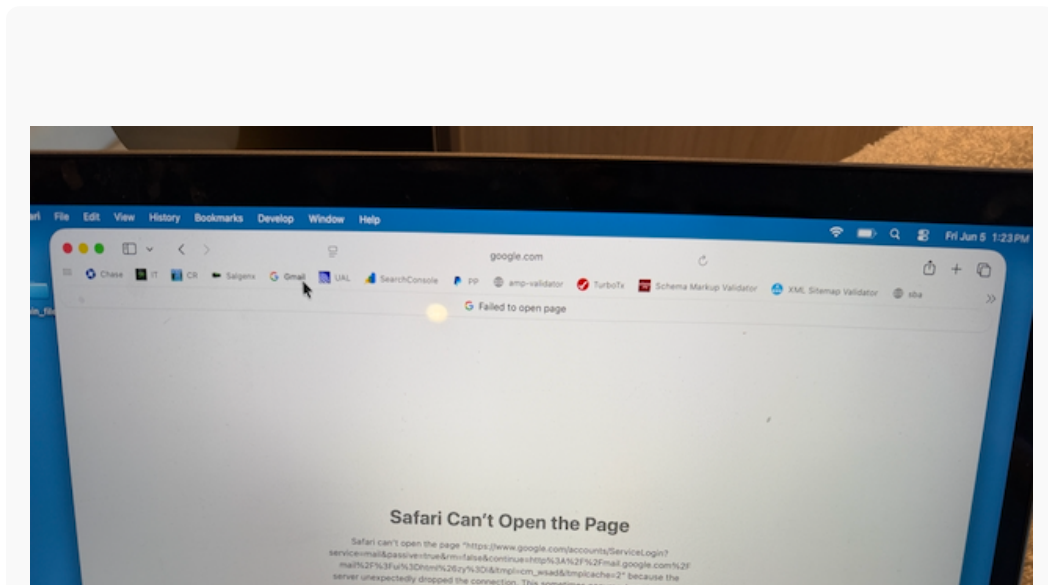 File Edit View History Bookmarks Develop Window Help
Fri Jun 5 1:23 PM
google.com
Chase IT CR Salgenx Gmail UAL SearchConsole PP amp-validator TurboTx Schema Markup Validator XML Sitemap Validator sba
Failed to open page
Safari Can't Open the Page
Safari can't open the page "https://www.google.com/accounts/ServiceLogin?
service=mail&passive=true&rm=false&continue=http%3A%2F%2Fmail.google.com%2F
mail%2F%3Fui%3Dhtml%26zy%3Dl&ltmpl=cm_wsad&ltmplcache=2" because the
server unexpectedly dropped the connection. This sometimes